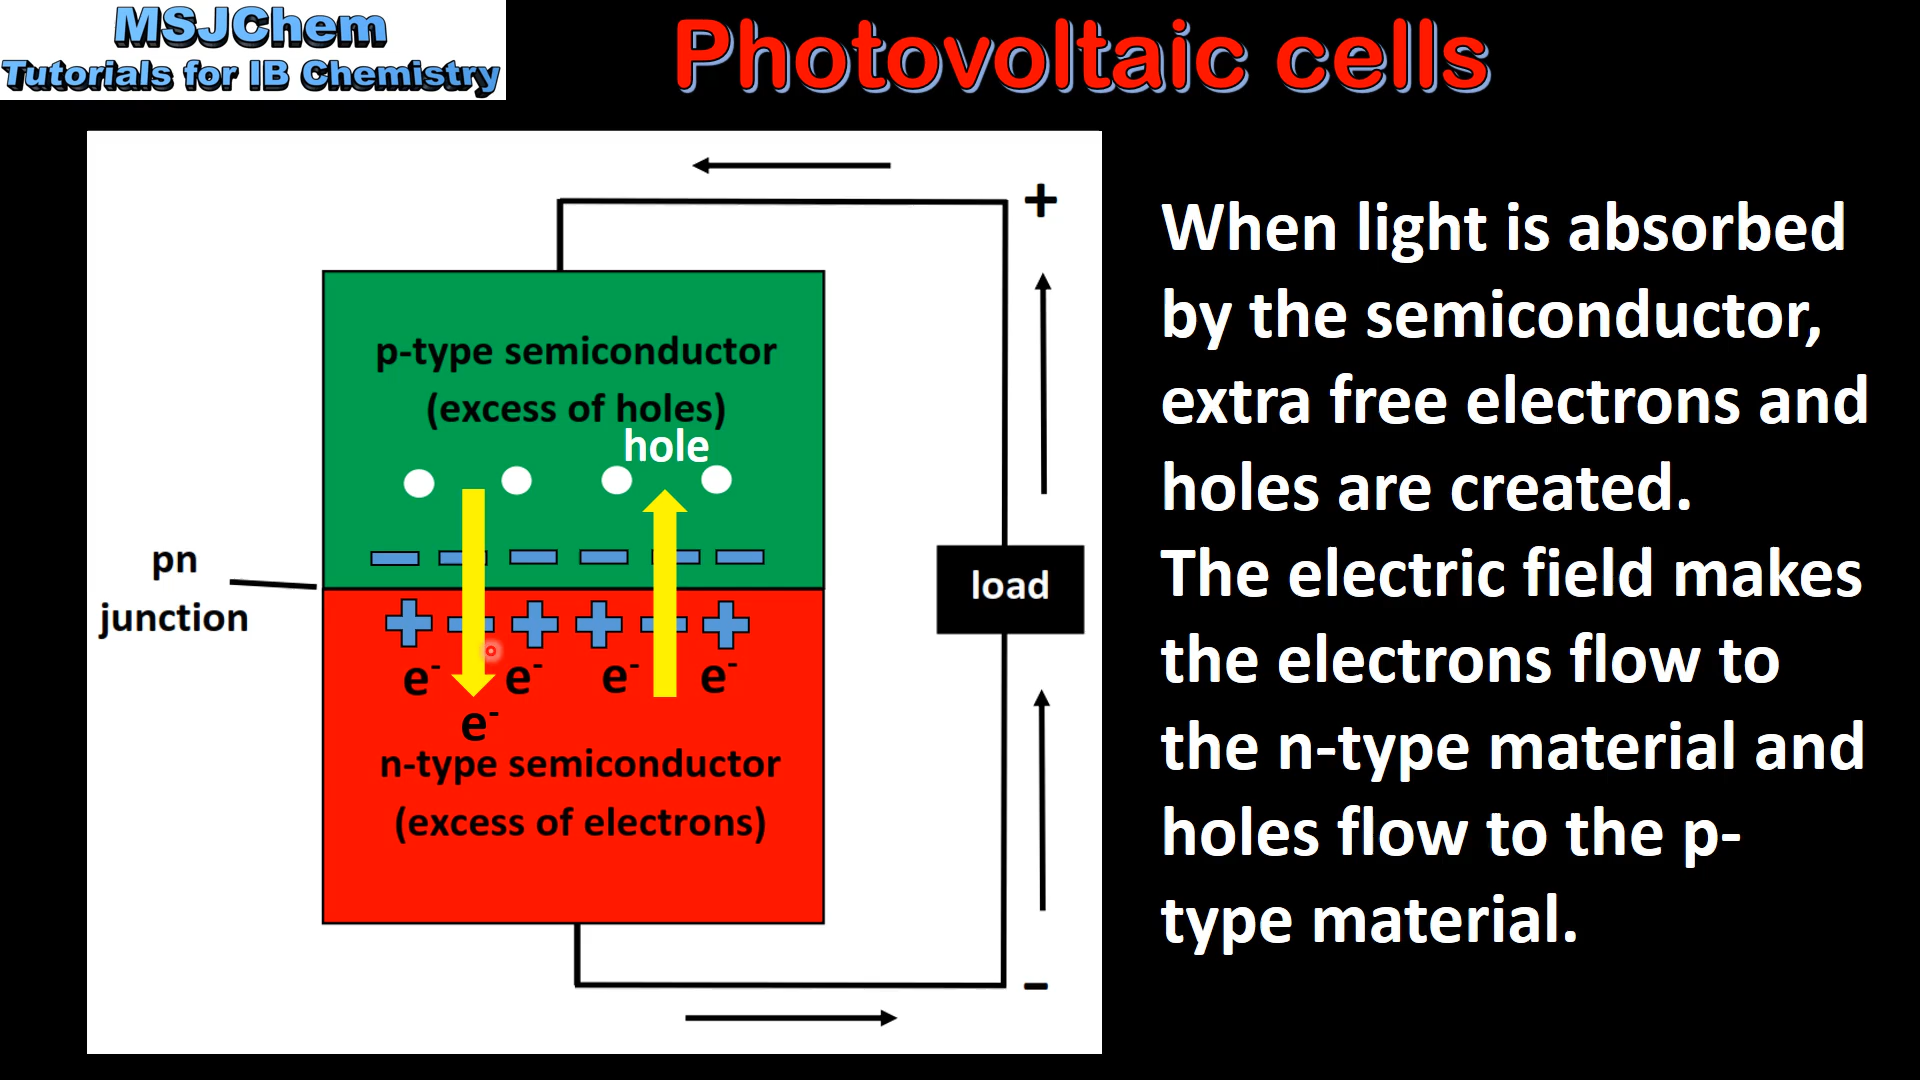 MSJChem
Tutorials for IB Chemistry
Photovoltaic cells
+
p-type semiconductor
(excess of holes)
hole
pn
junction
e⁻ e⁻ e⁻ e⁻
e⁻
n-type semiconductor
(excess of electrons)
load
–
When light is absorbed
by the semiconductor,
extra free electrons and
holes are created.
The electric field makes
the electrons flow to
the n-type material and
holes flow to the p-
type material.